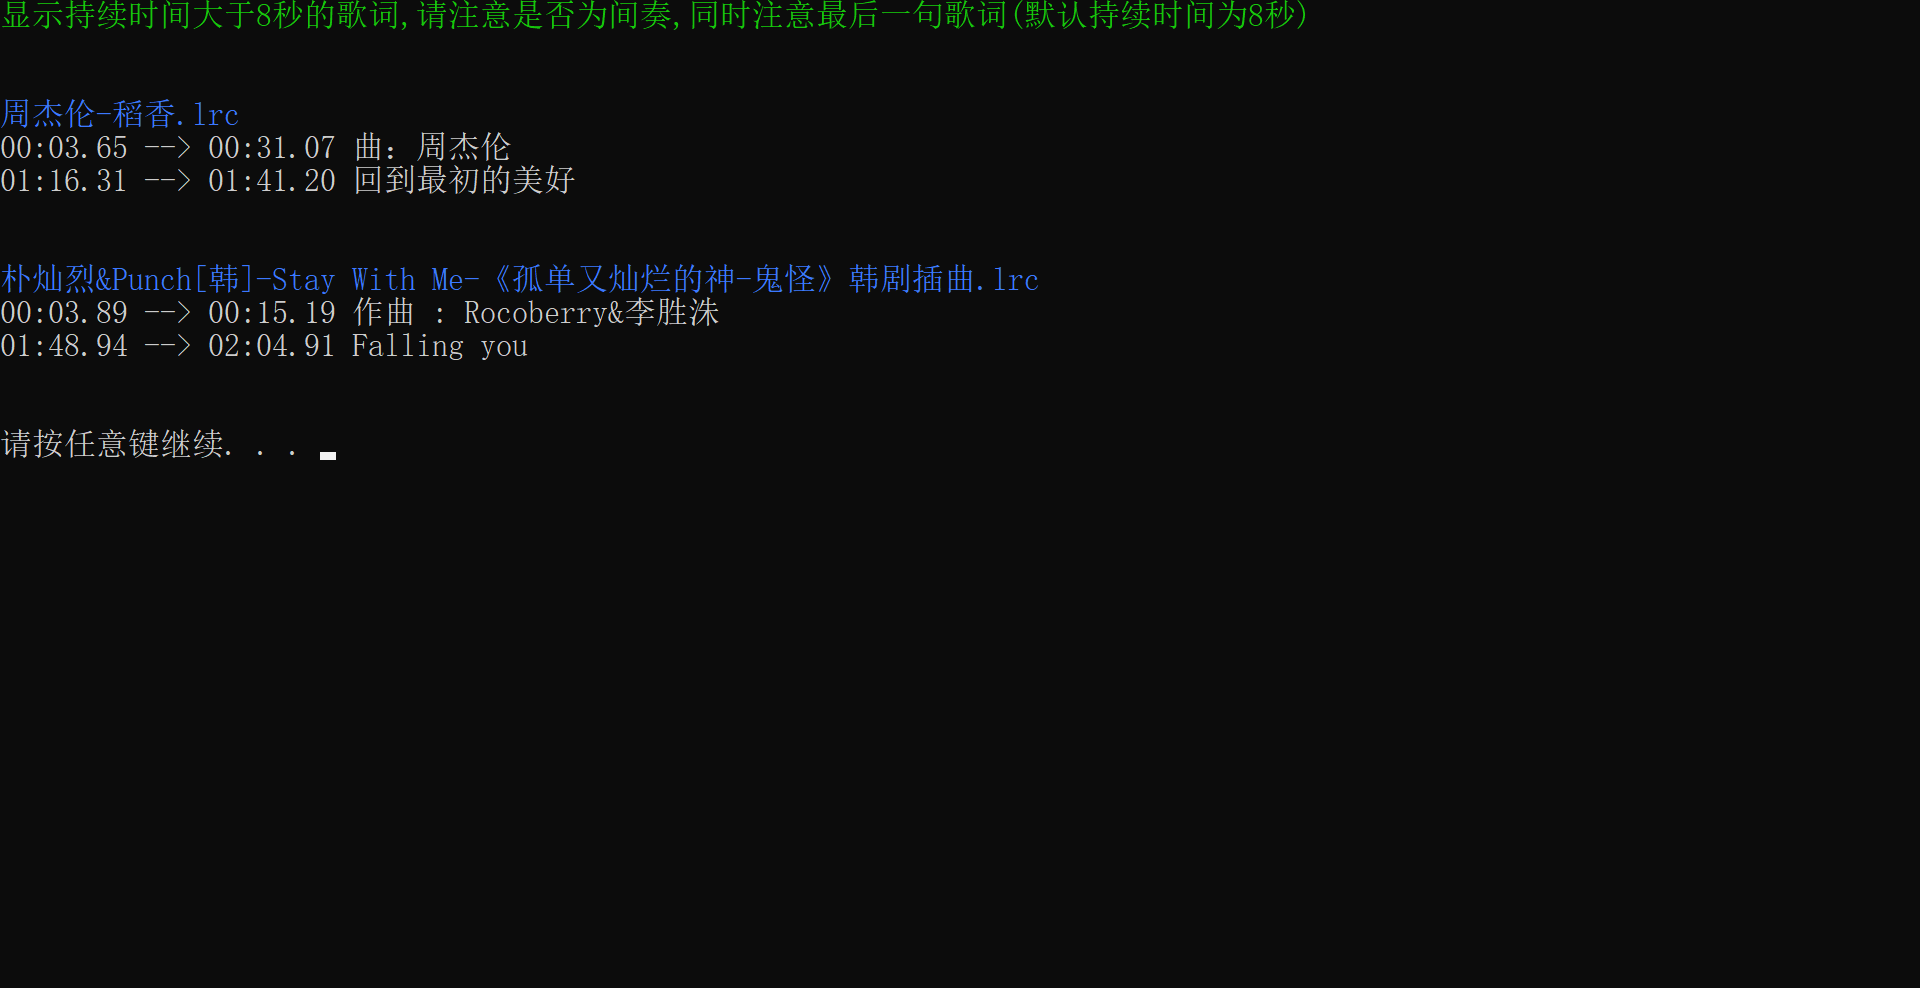 显示持续时间大于8秒的歌词,请注意是否为间奏,同时注意最后一句歌词(默认持续时间为8秒)
周杰伦-稻香.lrc
00:03.65 --> 00:31.07 曲：周杰伦
01:16.31 --> 01:41.20 回到最初的美好
朴灿烈&Punch[韩]-Stay With Me-《孤单又灿烂的神-鬼怪》韩剧插曲.lrc
00:03.89 --> 00:15.19 作曲 : Rocoberry&李胜洙
01:48.94 --> 02:04.91 Falling you
请按任意键继续. . .